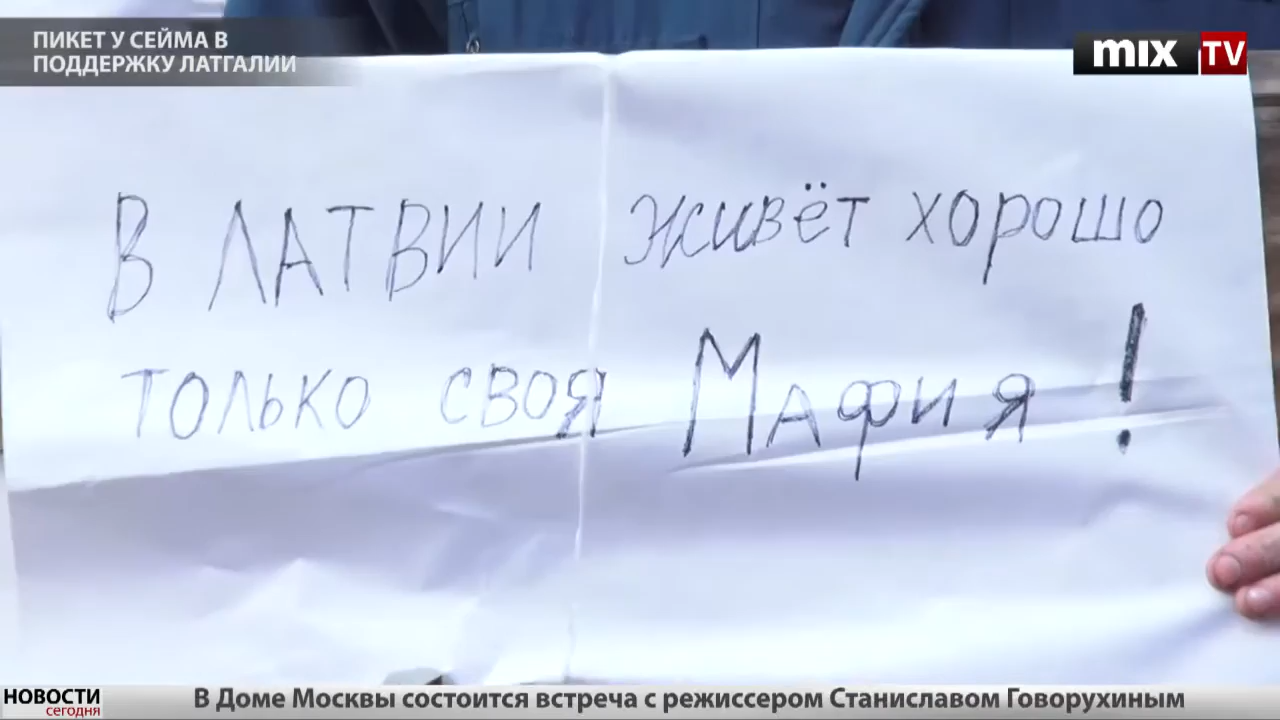 ПИКЕТ У СЕЙМА В
ПОДДЕРЖКУ ЛАТГАЛИИ
mix TV
В ЛАТВИИ живёт хорошо
только своя Мафия!
НОВОСТИ
сегодня
В Доме Москвы состоится встреча с режиссером Станиславом Говорухиным